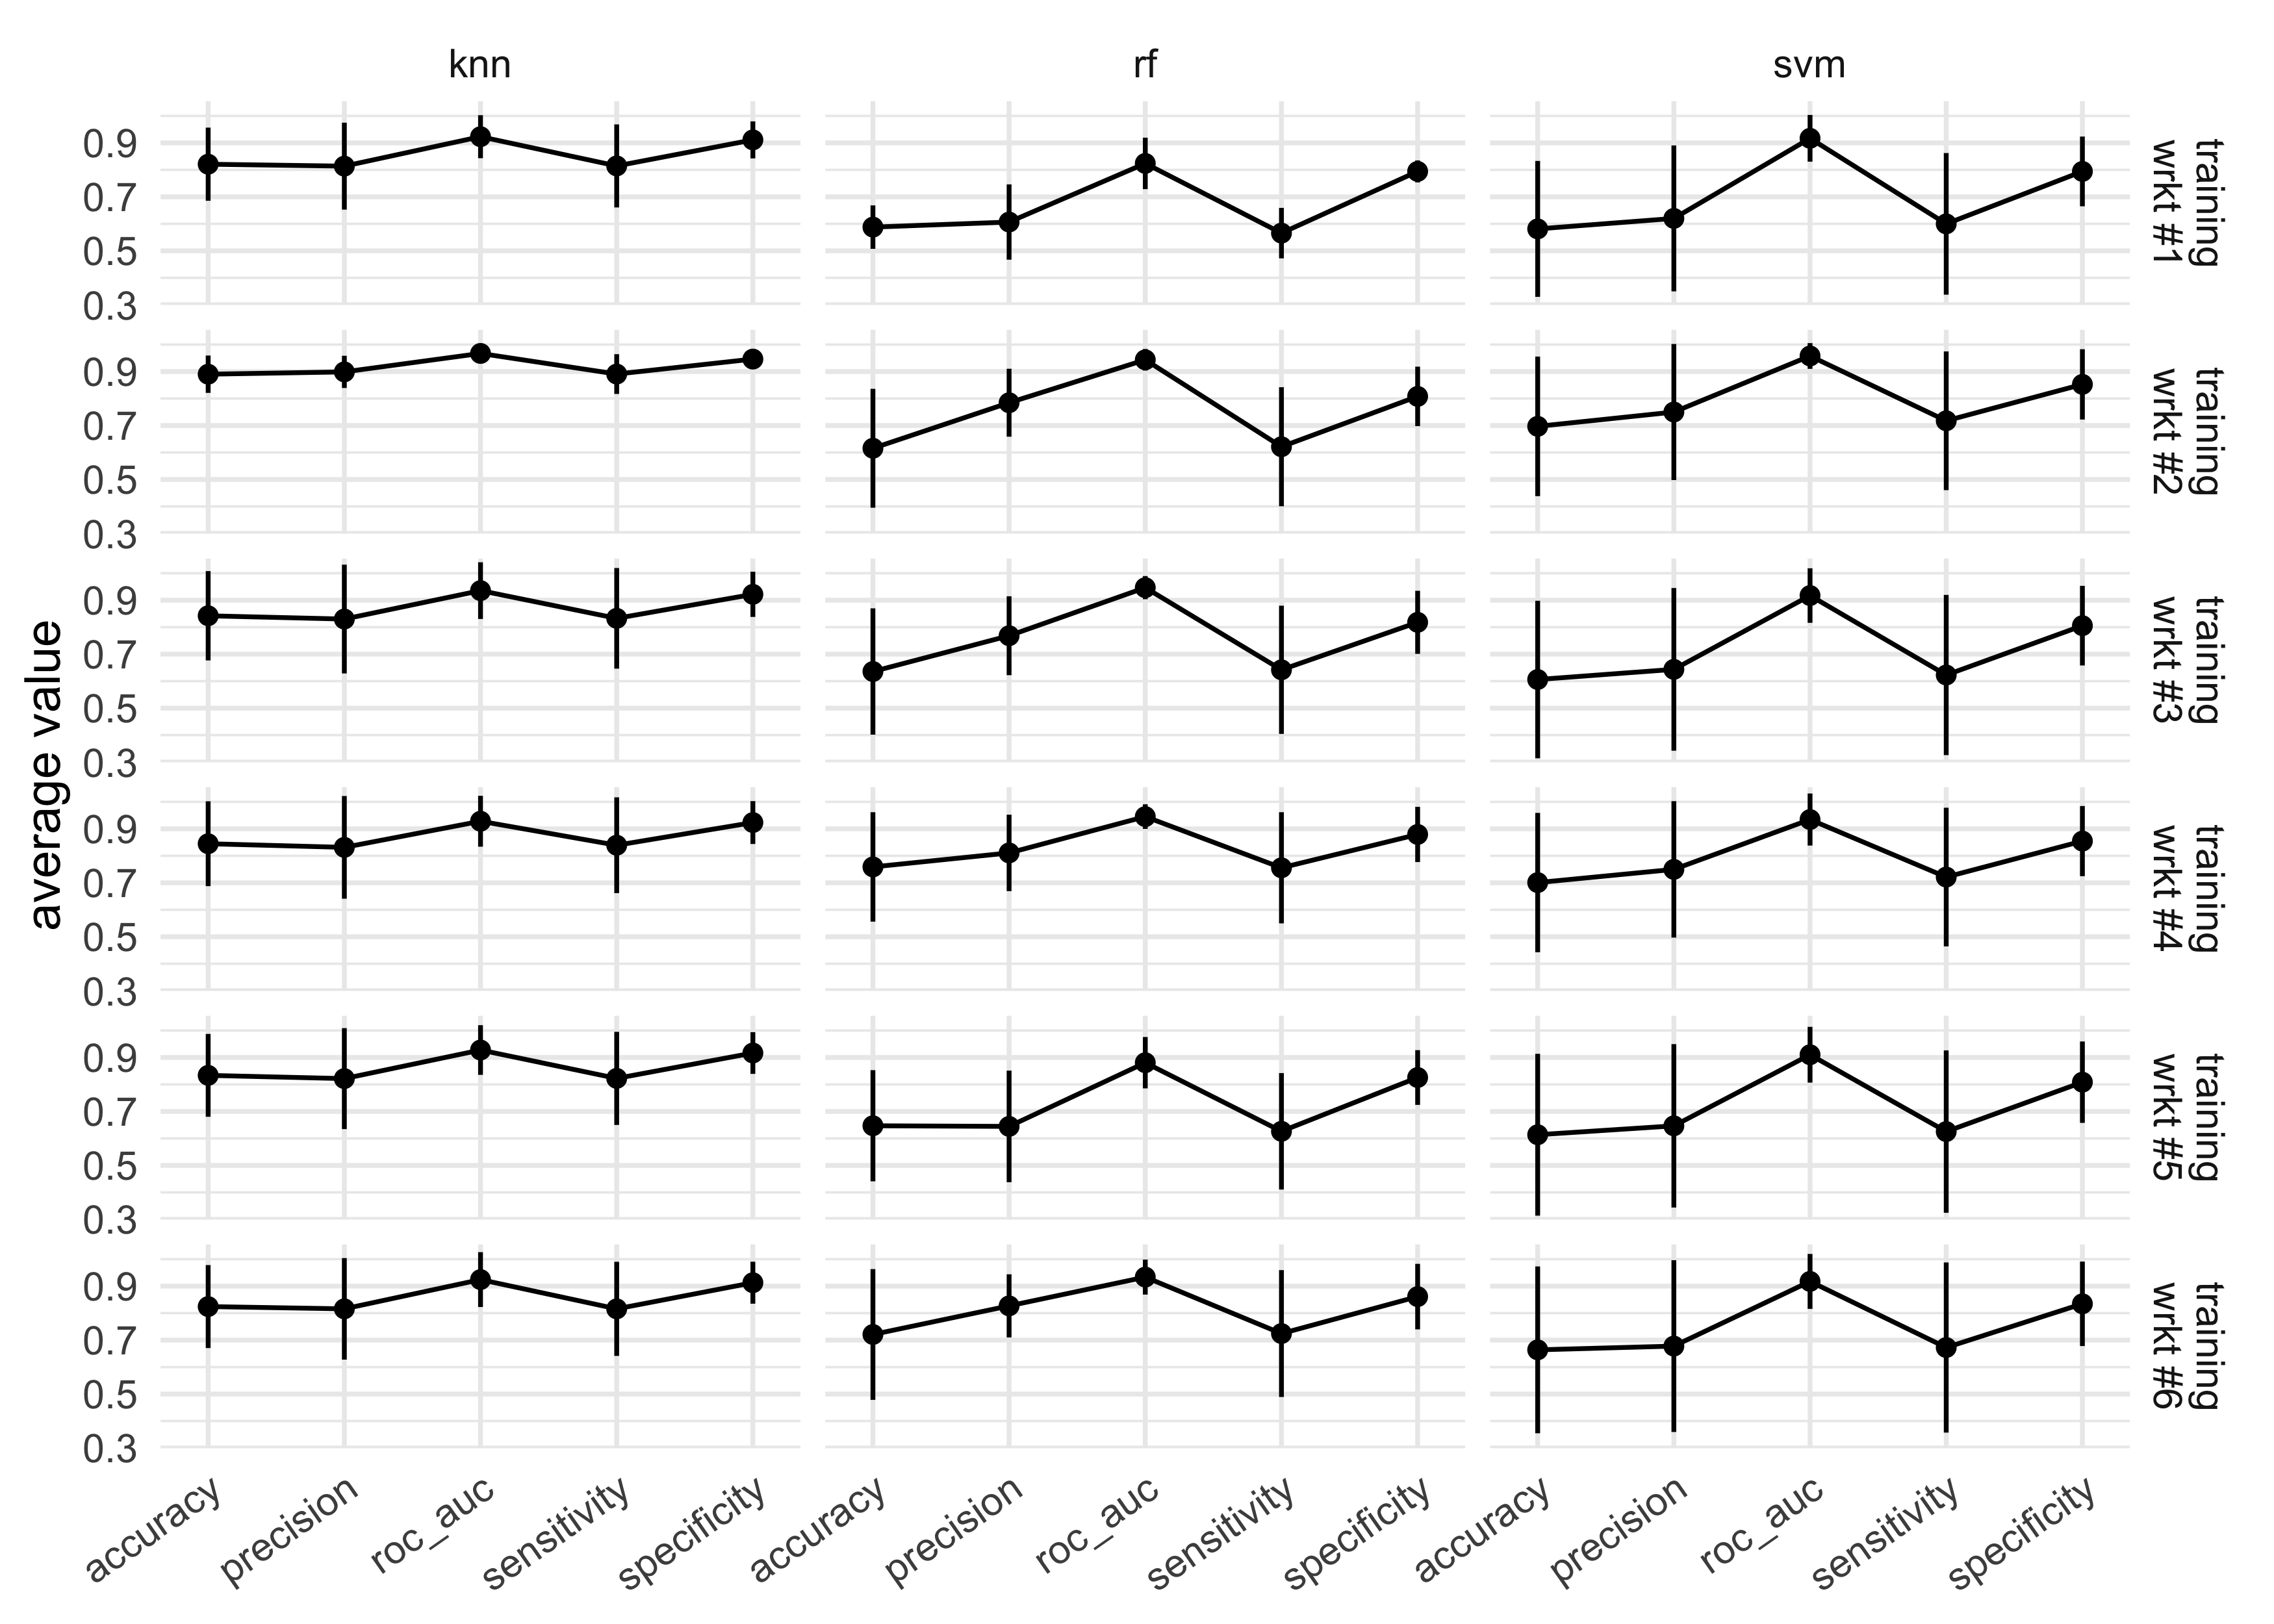 knn
rf
svm
average value
0.9
0.7
0.5
0.3
training
wrkt #1
0.9
0.7
0.5
0.3
training
wrkt #2
0.9
0.7
0.5
0.3
training
wrkt #3
0.9
0.7
0.5
0.3
training
wrkt #4
0.9
0.7
0.5
0.3
training
wrkt #5
0.9
0.7
0.5
0.3
training
wrkt #6
accuracy
precision
roc_auc
sensitivity
specificity
accuracy
precision
roc_auc
sensitivity
specificity
accuracy
precision
roc_auc
sensitivity
specificity